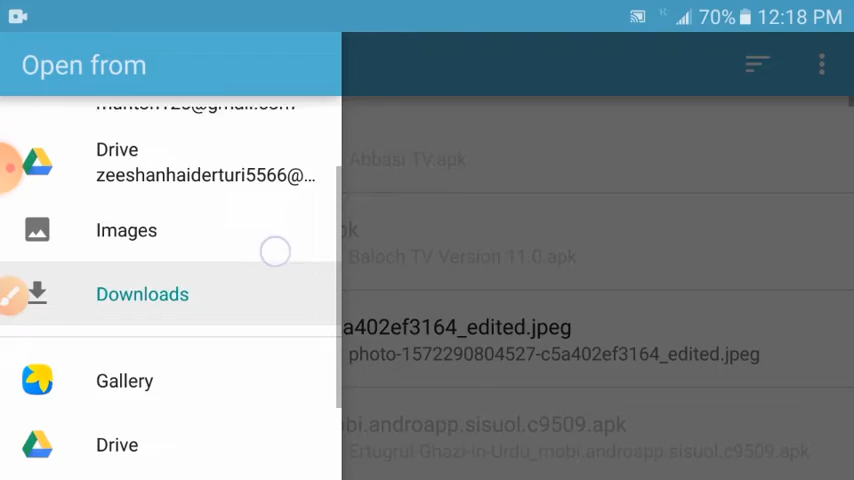 70% 12:18 PM
Open from
Drive
zeeshanhaiderturi5566@...
Images
Downloads
Gallery
Drive
Abbasi TV.apk
Baloch TV Version 11.0.apk
a402ef3164_edited.jpeg
photo-1572290804527-c5a402ef3164_edited.jpeg
obi.androapp.sisuol.c9509.apk
Ertugrul Ghazi-in-Urdu_mobi.androapp.sisuol.c9509.apk